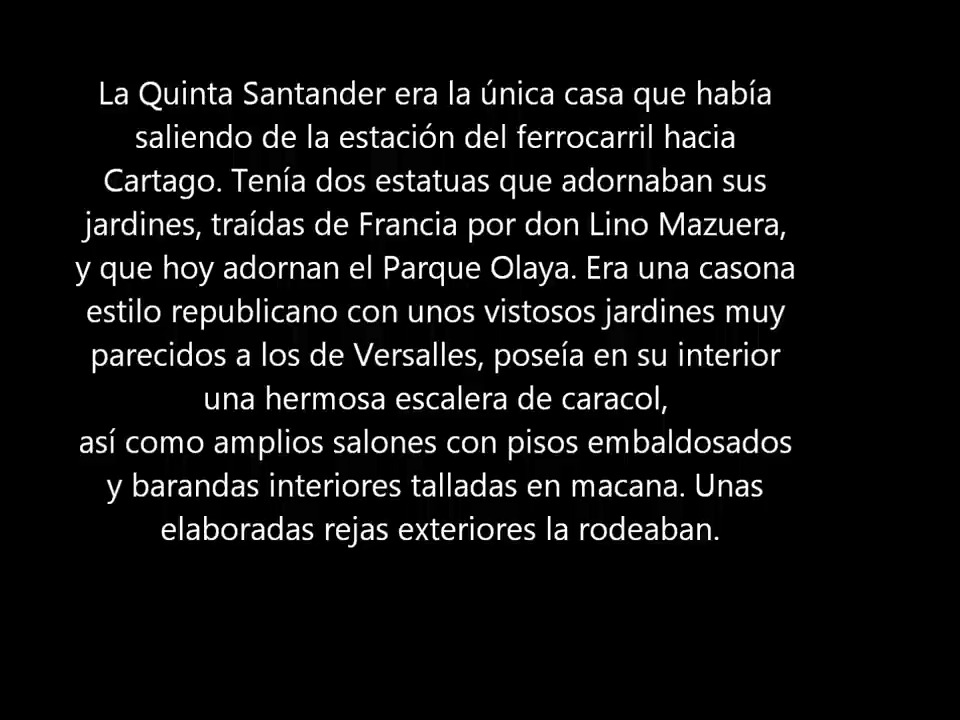 La Quinta Santander era la única casa que había
saliendo de la estación del ferrocarril hacia
Cartago. Tenía dos estatuas que adornaban sus
jardines, traídas de Francia por don Lino Mazuera,
y que hoy adornan el Parque Olaya. Era una casona
estilo republicano con unos vistosos jardines muy
parecidos a los de Versalles, poseía en su interior
una hermosa escalera de caracol,
así como amplios salones con pisos embaldosados
y barandas interiores talladas en macana. Unas
elaboradas rejas exteriores la rodeaban.